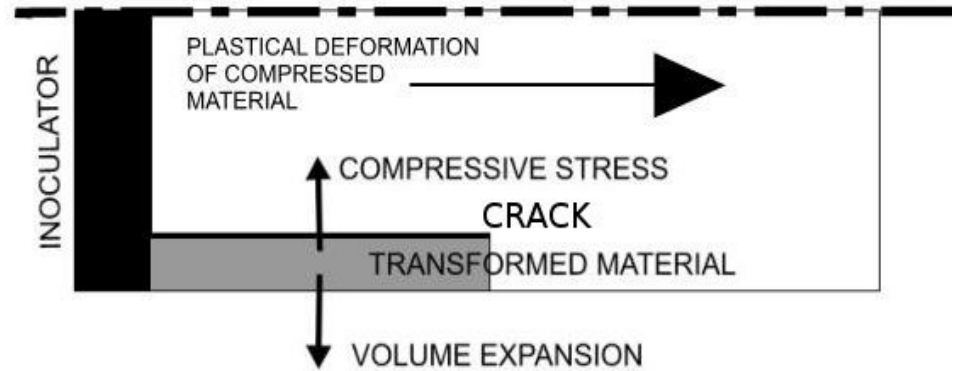 INOCULATOR
PLASTICAL DEFORMATION
OF COMPRESSED
MATERIAL
COMPRESSIVE STRESS
CRACK
TRANSFORMED MATERIAL
VOLUME EXPANSION